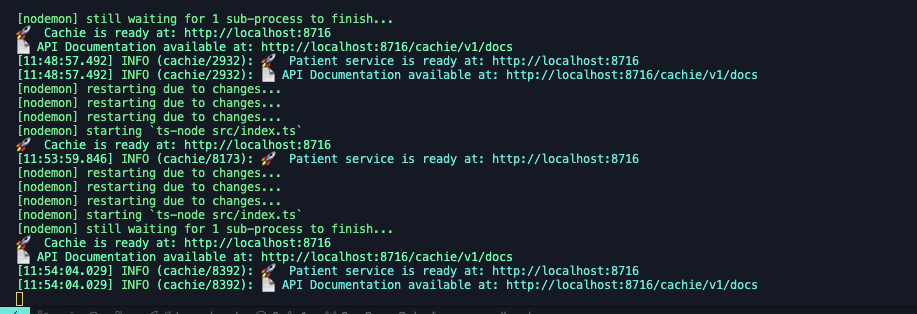 [nodemon] still waiting for 1 sub-process to finish...
🚀 Cachie is ready at: http://localhost:8716
📄 API Documentation available at: http://localhost:8716/cachie/v1/docs
[11:48:57.492] INFO (cachie/2932): 🚀 Patient service is ready at: http://localhost:8716
[11:48:57.492] INFO (cachie/2932): 📄 API Documentation available at: http://localhost:8716/cachie/v1/docs
[nodemon] restarting due to changes...
[nodemon] restarting due to changes...
[nodemon] restarting due to changes...
[nodemon] starting `ts-node src/index.ts`
🚀 Cachie is ready at: http://localhost:8716
[11:53:59.846] INFO (cachie/8173): 🚀 Patient service is ready at: http://localhost:8716
[nodemon] restarting due to changes...
[nodemon] restarting due to changes...
[nodemon] restarting due to changes...
[nodemon] starting `ts-node src/index.ts`
[nodemon] still waiting for 1 sub-process to finish...
🚀 Cachie is ready at: http://localhost:8716
📄 API Documentation available at: http://localhost:8716/cachie/v1/docs
[11:54:04.029] INFO (cachie/8392): 🚀 Patient service is ready at: http://localhost:8716
[11:54:04.029] INFO (cachie/8392): 📄 API Documentation available at: http://localhost:8716/cachie/v1/docs